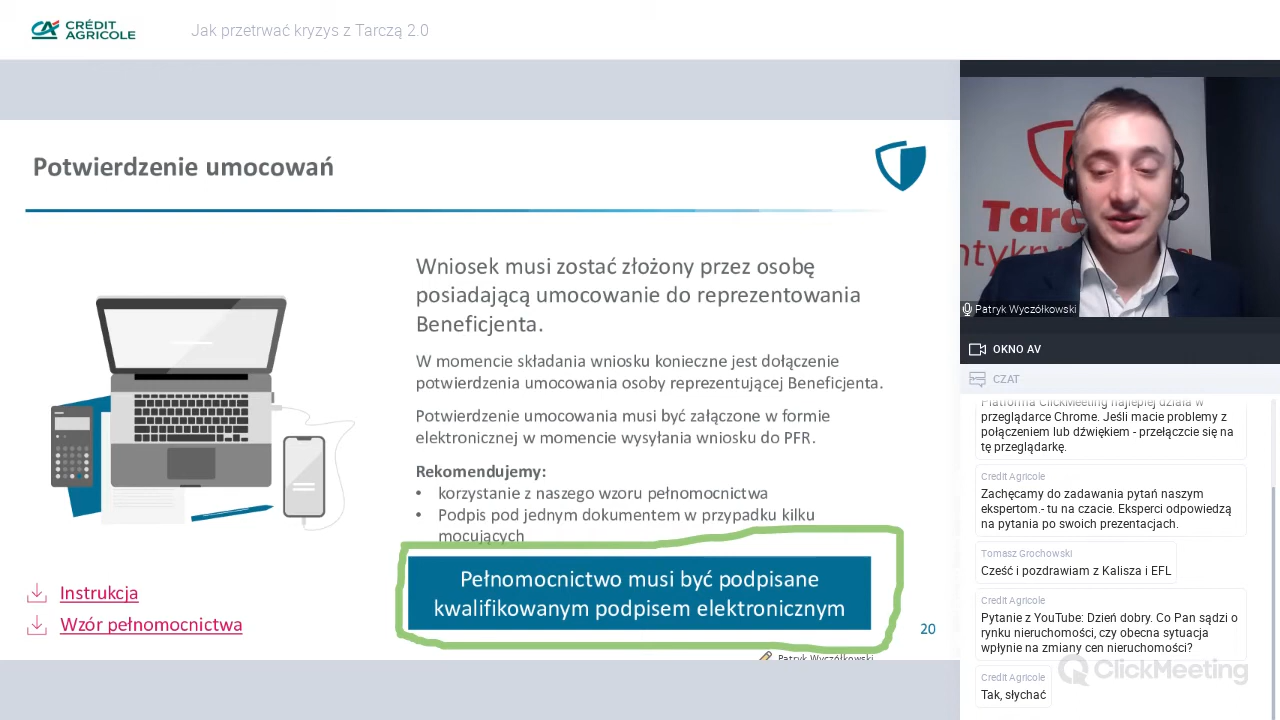 CRÉDIT
AGRICOLE
Jak przetrwać kryzys z Tarczą 2.0
Potwierdzenie umocowań
Wniosek musi zostać złożony przez osobę
posiadającą umocowanie do reprezentowania
Beneficjenta.
W momencie składania wniosku konieczne jest dołączenie
potwierdzenia umocowania osoby reprezentującej Beneficjenta.
Potwierdzenie umocowania musi być załączone w formie
elektronicznej w momencie wysyłania wniosku do PFR.
Rekomendujemy:
• korzystanie z naszego wzoru pełnomocnictwa
• Podpis pod jednym dokumentem w przypadku kilku
mocujących
Pełnomocnictwo musi być podpisane
kwalifikowanym podpisem elektronicznym
Instrukcja
Wzór pełnomocnictwa
20
Patryk Wyczółkowski
Patryk Wyczółkowski
OKNO AV
CZAT
Platforma ClickMeeting najlepiej działa w
przeglądarce Chrome. Jeśli macie problemy z
połączeniem lub dźwiękiem - przełączcie się na
tę przeglądarkę.
Credit Agricole
Zachęcamy do zadawania pytań naszym
ekspertom.- tu na czacie. Eksperci odpowiedzą
na pytania po swoich prezentacjach.
Tomasz Grochowski
Cześć i pozdrawiam z Kalisza i EFL
Credit Agricole
Pytanie z YouTube: Dzień dobry. Co Pan sądzi o
rynku nieruchomości, czy obecna sytuacja
wpłynie na zmiany cen nieruchomości?
Credit Agricole
Tak, słychać
ClickMeeting